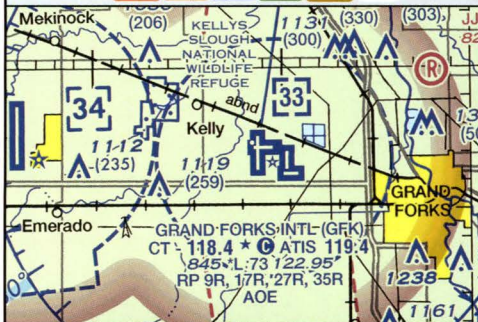 (206)
1131
(330)
(303)
Mekinock
(300)
KELLYS
SLOUGH
NATIONAL
WILDLIFE
REFUGE
R
34
33
abnd
Kelly
1112
(235)
1119
(259)
GRAND
FORKS
Emerado
GRAND FORKS INTL (GFK)
CT - 118.4 ★ C ATIS 119.4
845 *L 73 122.95
RP 9R, 17R, 27R, 35R
AOE
1238
1161